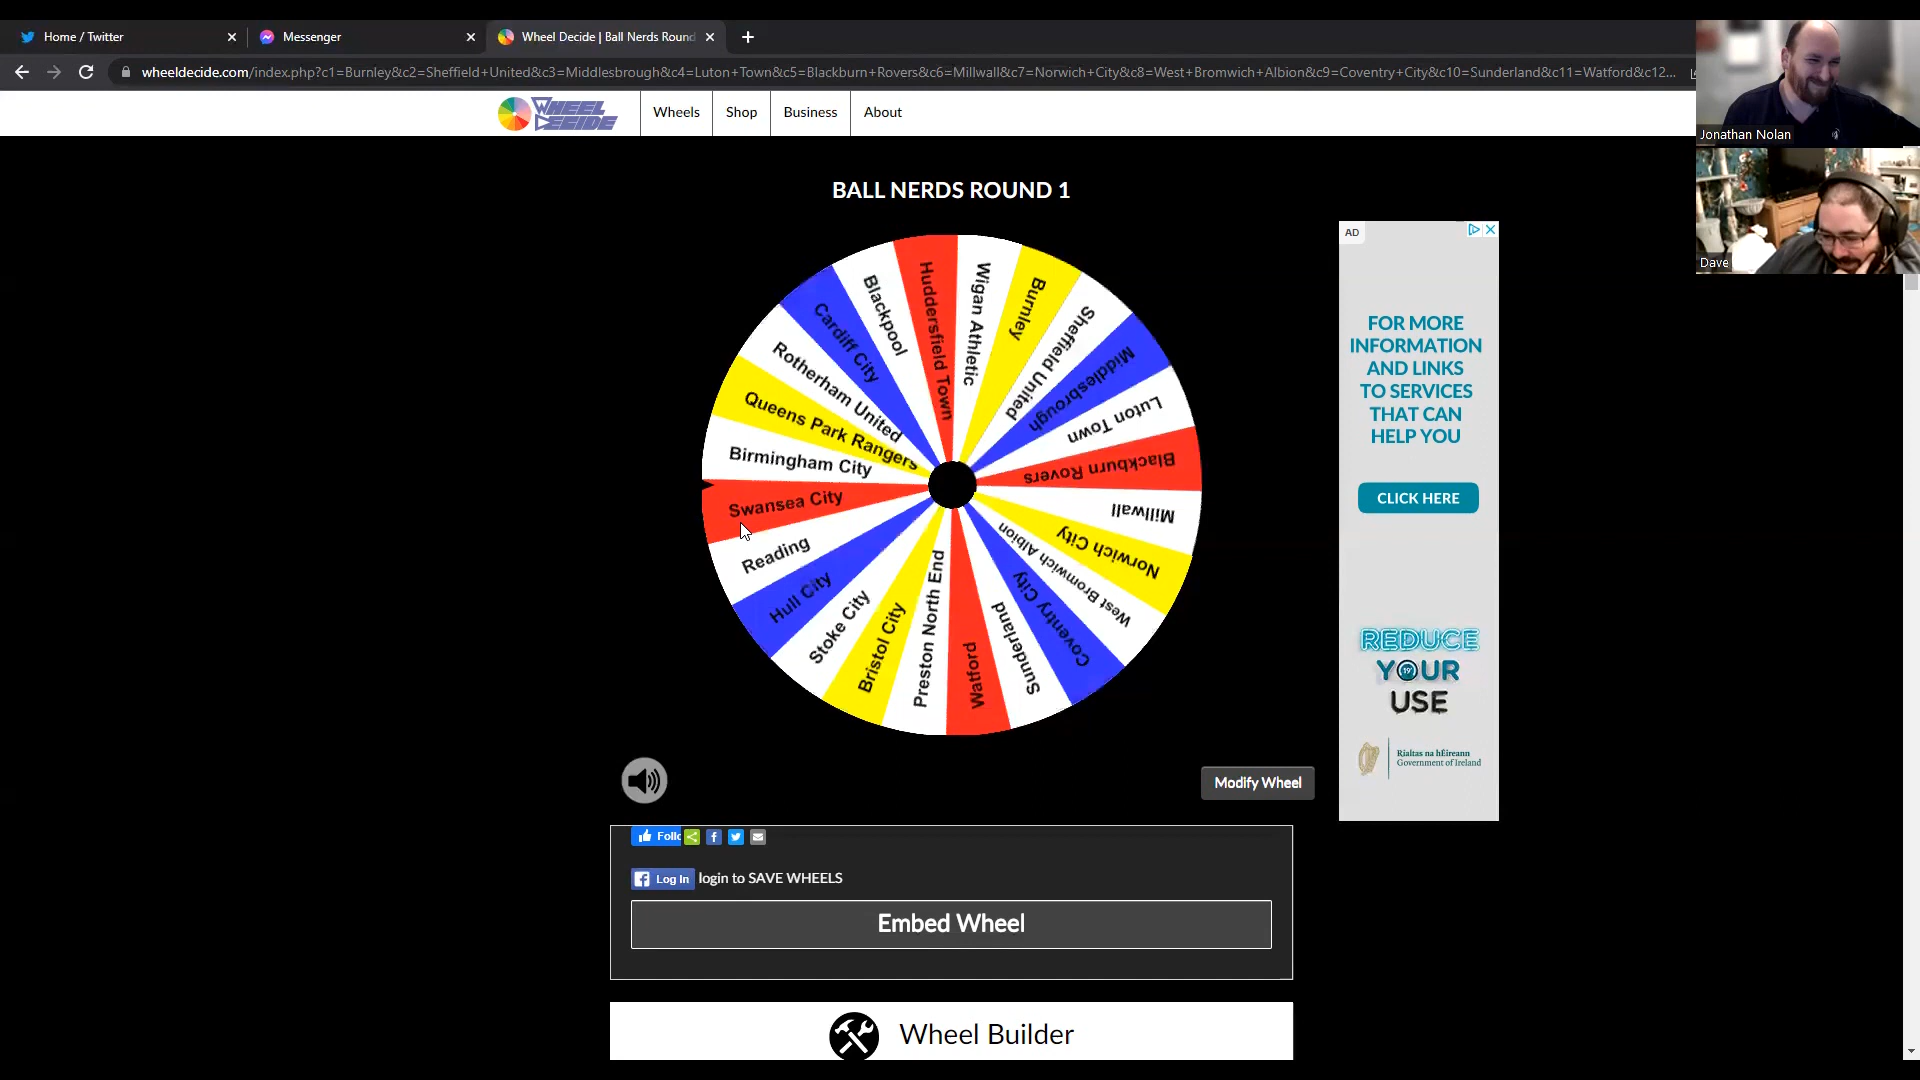 Home / Twitter
Messenger
Wheel Decide | Ball Nerds Round
wheeldecide.com/index.php?c1=Burnley&c2=Sheffield+United&c3=Middlesbrough&c4=Luton+Town&c5=Blackburn+Rovers&c6=Millwall&c7=Norwich+City&c8=West+Bromwich+Albion&c9=Coventry+City&c10=Sunderland&c11=Watford&c12...
WHEEL DECIDE
Wheels
Shop
Business
About
Jonathan Nolan
Dave
BALL NERDS ROUND 1
Wigan Athletic
Burnley
Sheffield United
Middlesbrough
Luton Town
Blackburn Rovers
Millwall
Norwich City
West Bromwich Albion
Coventry City
Sunderland
Watford
Preston North End
Bristol City
Stoke City
Hull City
Reading
Swansea City
Birmingham City
Queens Park Rangers
Rotherham United
Cardiff City
Blackpool
Huddersfield Town
AD
FOR MORE
INFORMATION
AND LINKS
TO SERVICES
THAT CAN
HELP YOU
CLICK HERE
REDUCE
YOUR
19°
USE
Rialtas na hÉireann
Government of Ireland
Modify Wheel
Follo
Log In login to SAVE WHEELS
Embed Wheel
Wheel Builder